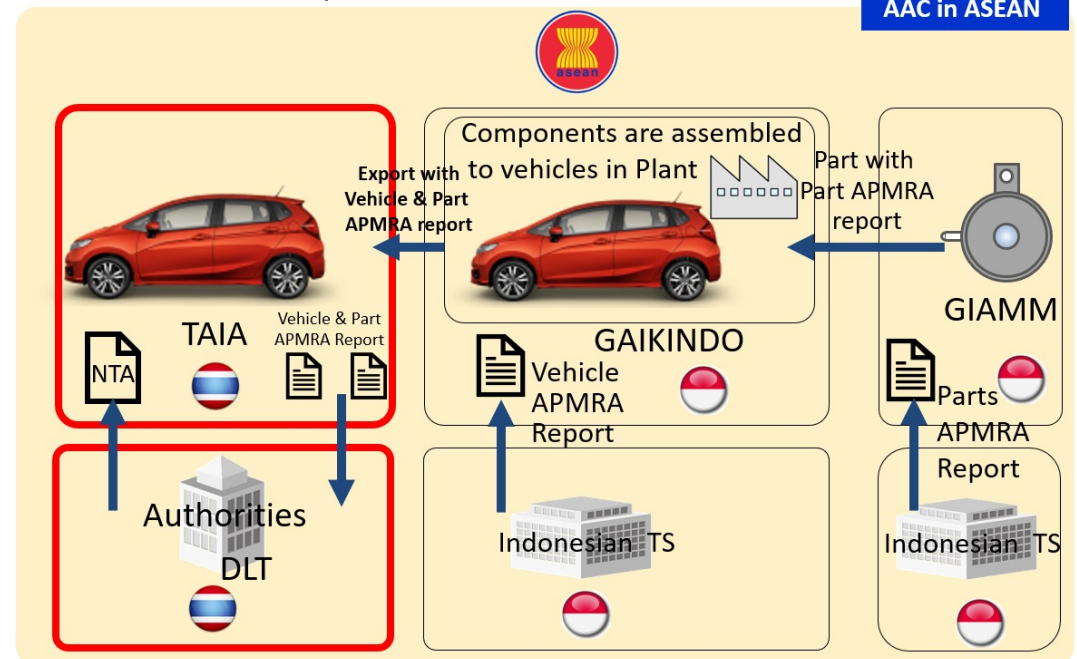 AAC in ASEAN
asean
Components are assembled
to vehicles in Plant
Export with
Vehicle & Part
APMRA report
Part with
Part APMRA
report
TAIA
Vehicle & Part
APMRA Report
NTA
GAIKINDO
Vehicle
APMRA
Report
GIAMM
Parts
APMRA
Report
Authorities
DLT
Indonesian TS
Indonesian TS